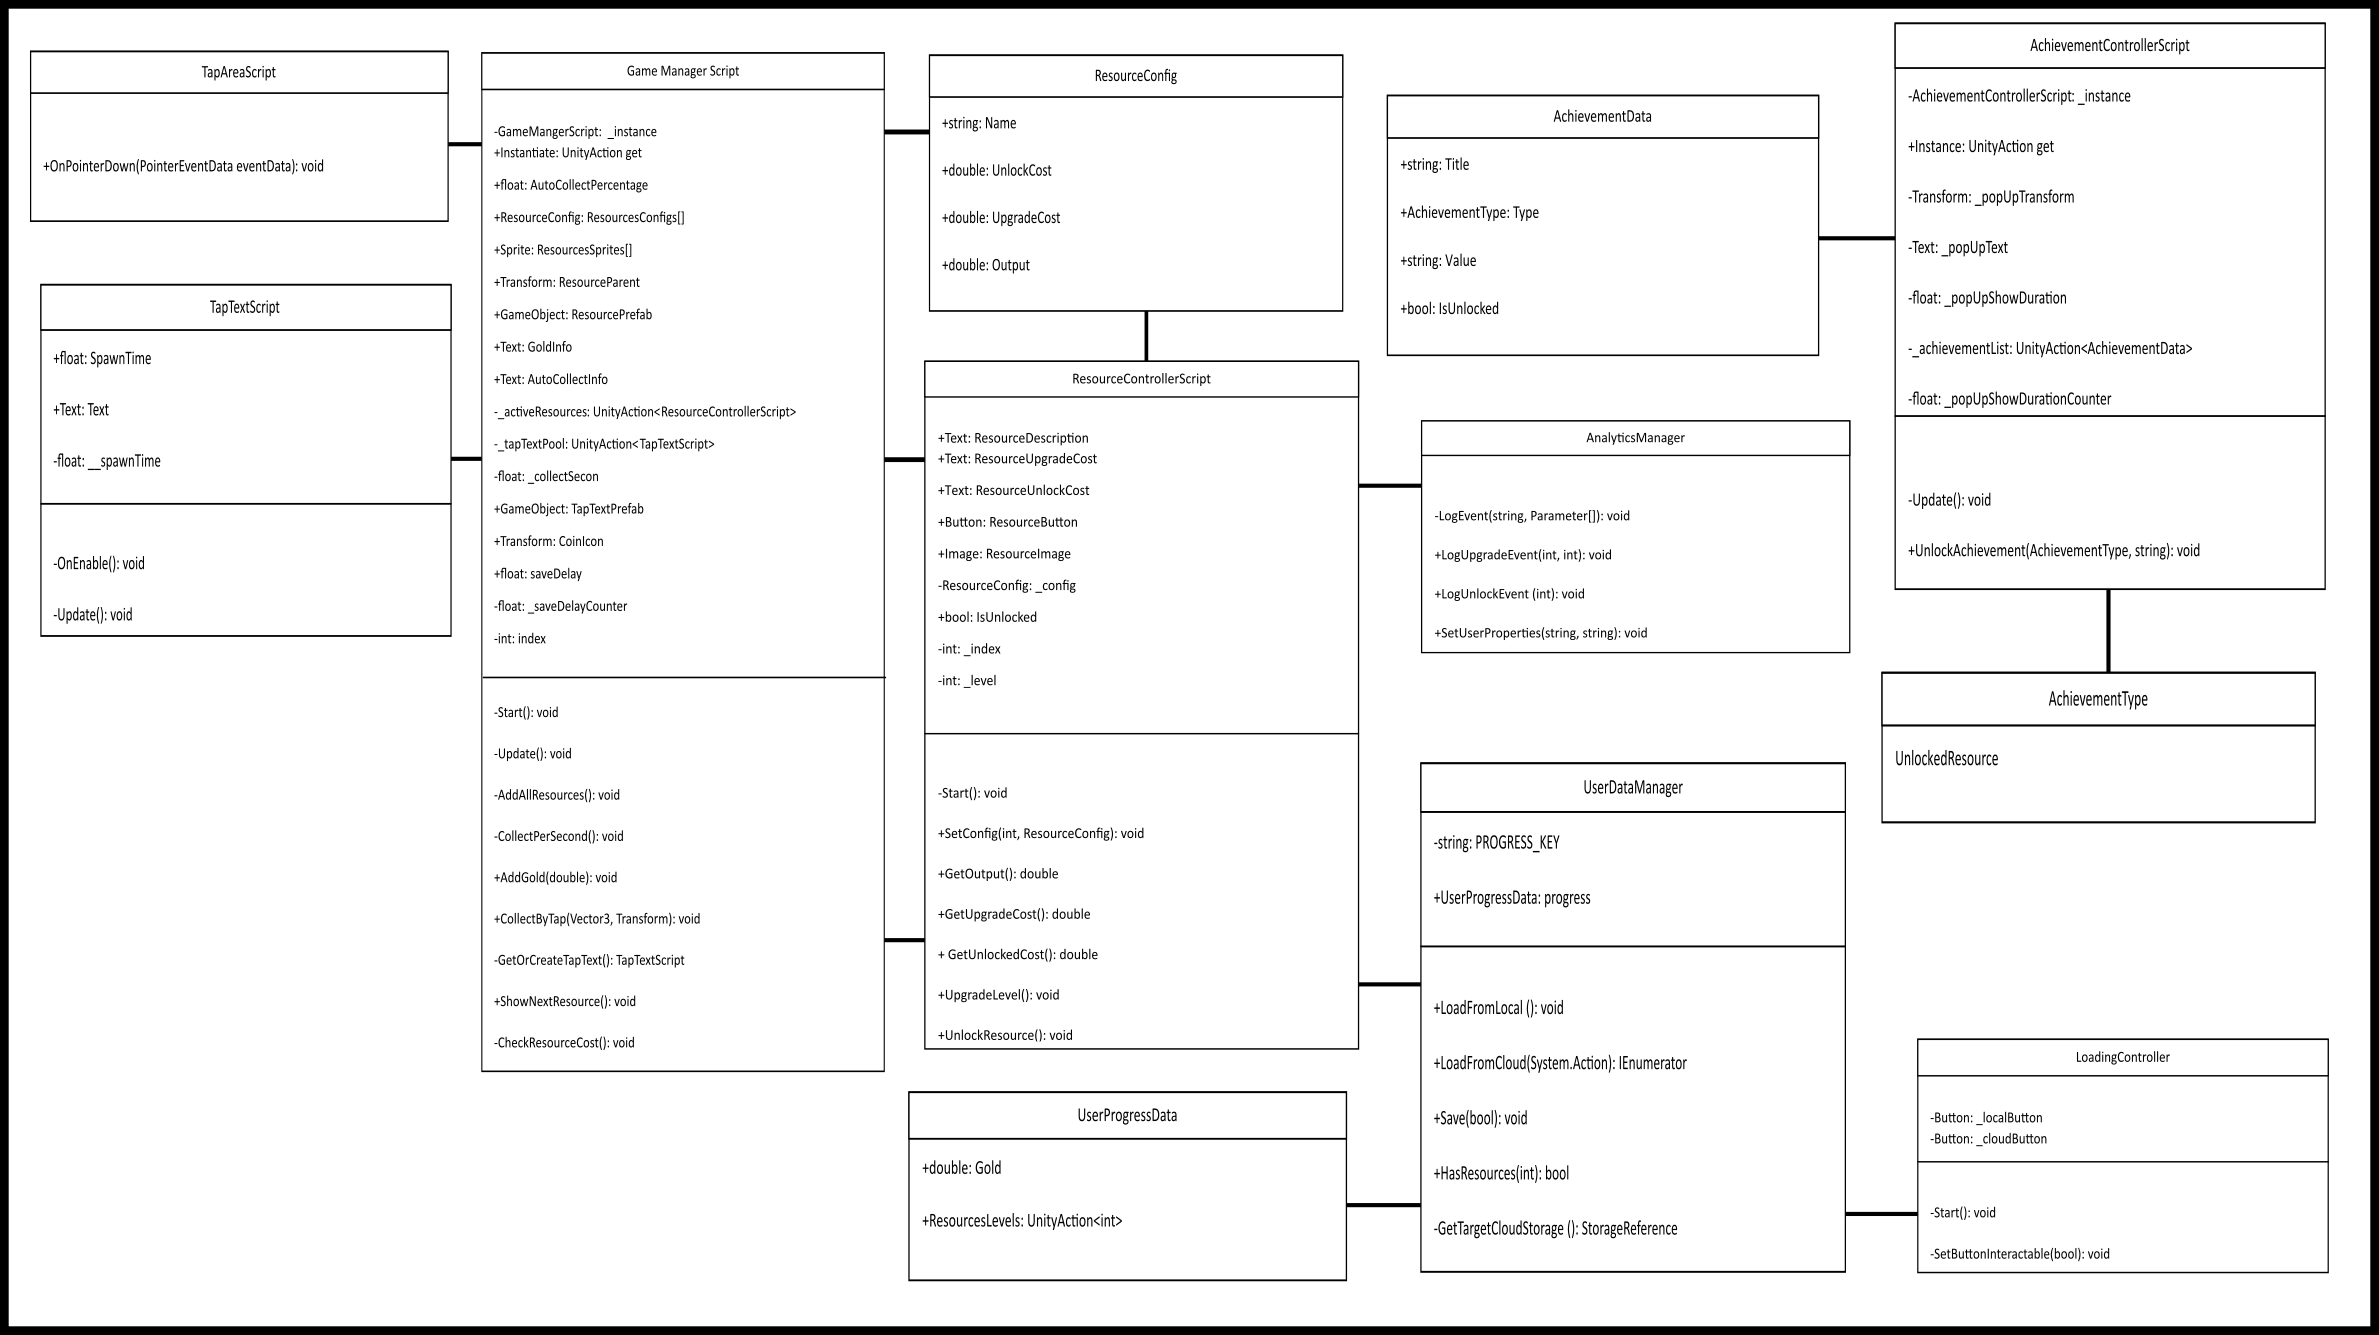 TapAreaScript
+OnPointerDown(PointerEventData eventData): void
TapTextScript
+float: SpawnTime
+Text: Text
-float: __spawnTime
-OnEnable(): void
-Update(): void
Game Manager Script
-GameMangerScript:  _instance
+Instantiate: UnityAction get
+float: AutoCollectPercentage
+ResourceConfig: ResourcesConfigs[]
+Sprite: ResourcesSprites[]
+Transform: ResourceParent
+GameObject: ResourcePrefab
+Text: GoldInfo
+Text: AutoCollectInfo
-_activeResources: UnityAction<ResourceControllerScript>
-_tapTextPool: UnityAction<TapTextScript>
-float: _collectSecon
+GameObject: TapTextPrefab
+Transform: CoinIcon
+float: saveDelay
-float: _saveDelayCounter
-int: index
-Start(): void
-Update(): void
-AddAllResources(): void
-CollectPerSecond(): void
+AddGold(double): void
+CollectByTap(Vector3, Transform): void
-GetOrCreateTapText(): TapTextScript
+ShowNextResource(): void
-CheckResourceCost(): void
ResourceConfig
+string: Name
+double: UnlockCost
+double: UpgradeCost
+double: Output
ResourceControllerScript
+Text: ResourceDescription
+Text: ResourceUpgradeCost
+Text: ResourceUnlockCost
+Button: ResourceButton
+Image: ResourceImage
-ResourceConfig: _config
+bool: IsUnlocked
-int: _index
-int: _level
-Start(): void
+SetConfig(int, ResourceConfig): void
+GetOutput(): double
+GetUpgradeCost(): double
+ GetUnlockedCost(): double
+UpgradeLevel(): void
+UnlockResource(): void
UserProgressData
+double: Gold
+ResourcesLevels: UnityAction<int>
AchievementData
+string: Title
+AchievementType: Type
+string: Value
+bool: IsUnlocked
AnalyticsManager
-LogEvent(string, Parameter[]): void
+LogUpgradeEvent(int, int): void
+LogUnlockEvent (int): void
+SetUserProperties(string, string): void
UserDataManager
-string: PROGRESS_KEY
+UserProgressData: progress
+LoadFromLocal (): void
+LoadFromCloud(System.Action): IEnumerator
+Save(bool): void
+HasResources(int): bool
-GetTargetCloudStorage (): StorageReference
AchievementControllerScript
-AchievementControllerScript: _instance
+Instance: UnityAction get
-Transform: _popUpTransform
-Text: _popUpText
-float: _popUpShowDuration
-_achievementList: UnityAction<AchievementData>
-float: _popUpShowDurationCounter
-Update(): void
+UnlockAchievement(AchievementType, string): void
AchievementType
UnlockedResource
LoadingController
-Button: _localButton
-Button: _cloudButton
-Start(): void
-SetButtonInteractable(bool): void